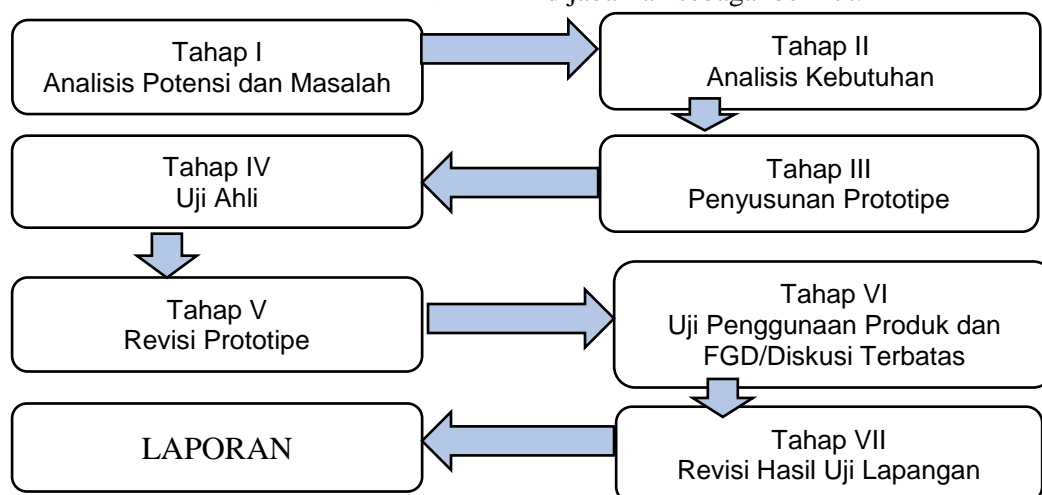 Tahap I
Analisis Potensi dan Masalah
Tahap II
Analisis Kebutuhan
Tahap III
Penyusunan Prototipe
Tahap IV
Uji Ahli
Tahap V
Revisi Prototipe
Tahap VI
Uji Penggunaan Produk dan
FGD/Diskusi Terbatas
Tahap VII
Revisi Hasil Uji Lapangan
LAPORAN